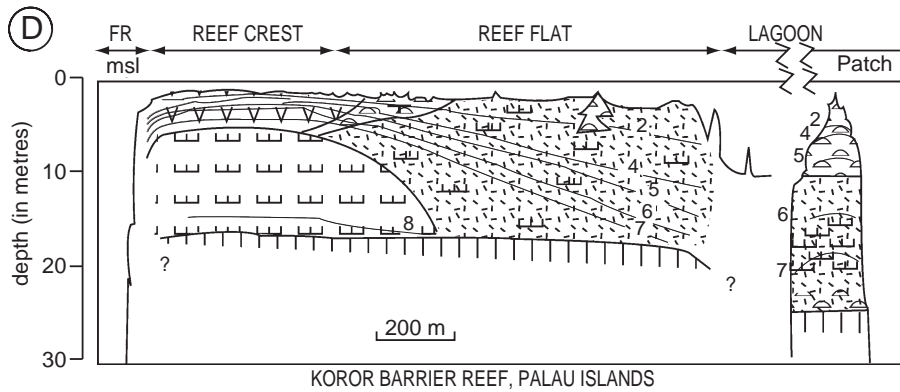 D
FR REEF CREST REEF FLAT LAGOON
msl Patch
0
10
20
30
depth (in metres)
2
4
5
6
7
8
?
?
2
4
5
6
7
200 m
KOROR BARRIER REEF, PALAU ISLANDS